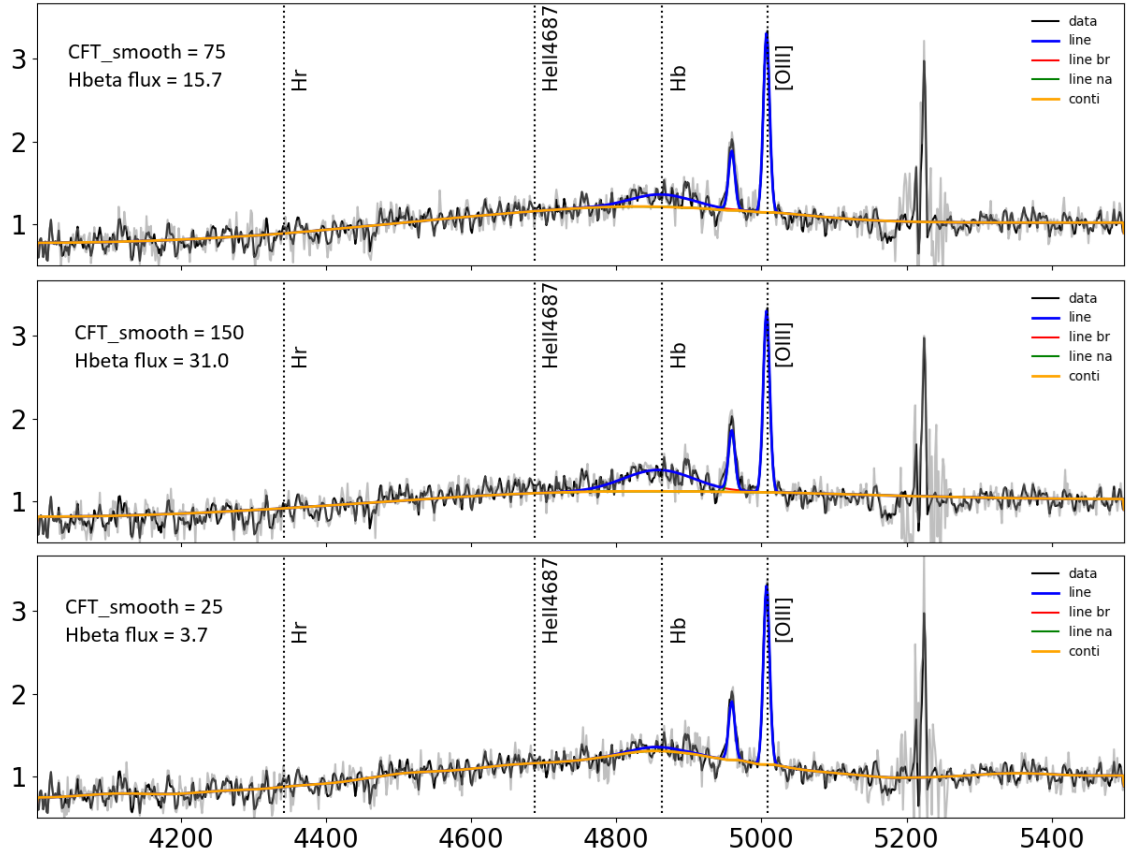 CFT_smooth = 75
Hbeta flux = 15.7
Hr
HeII4687
Hb
[OIII]
data
line
line br
line na
conti
3
2
1
4200
4400
4600
4800
5000
5200
5400
CFT_smooth = 150
Hbeta flux = 31.0
Hr
HeII4687
Hb
[OIII]
data
line
line br
line na
conti
3
2
1
CFT_smooth = 25
Hbeta flux = 3.7
Hr
HeII4687
Hb
[OIII]
data
line
line br
line na
conti
3
2
1